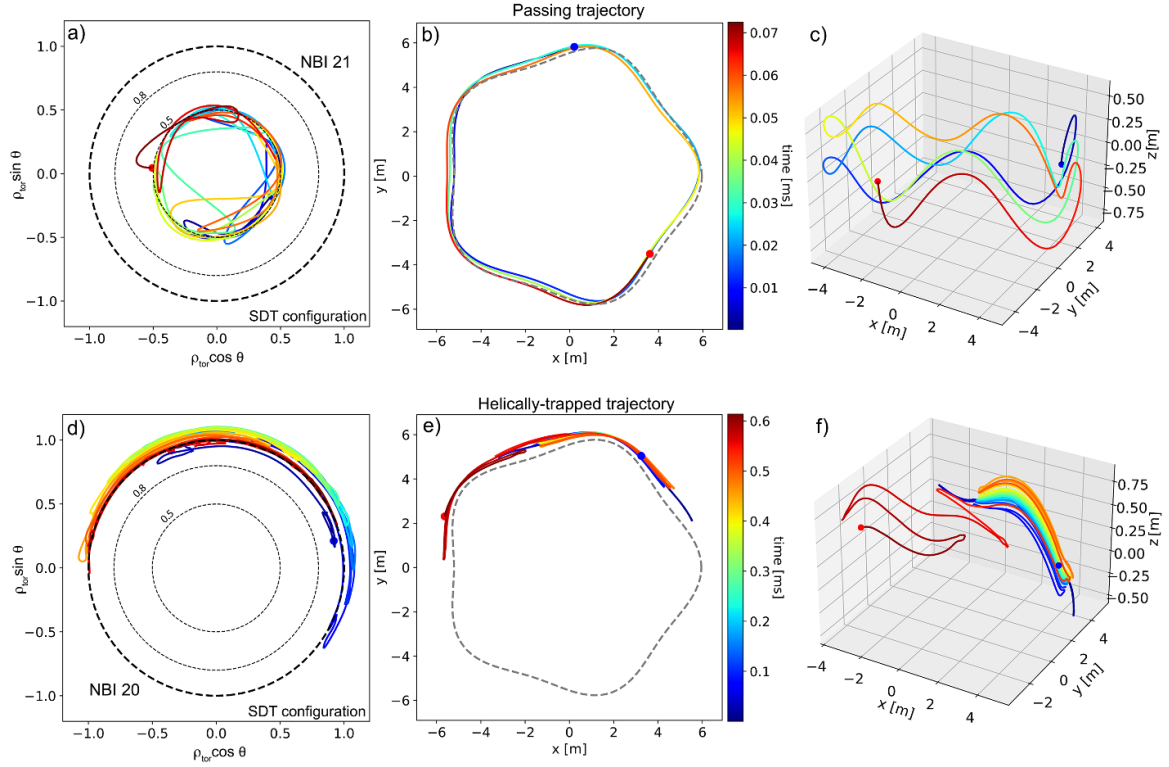 Passing trajectory
a)
NBI 21
0.8
0.5
SDT configuration
1.0
0.5
0.0
−0.5
−1.0
ρtor sin θ
−1.0 −0.5 0.0 0.5 1.0
ρtor cos θ
b)
6
4
2
0
−2
−4
−6
y [m]
−6 −4 −2 0 2 4 6
x [m]
0.07
0.06
0.05
0.04
0.03
0.02
0.01
time [ms]
c)
0.50
0.25
0.00
−0.25
−0.50
−0.75
z [m]
−4 −2 0 2 4
x [m]
−4 −2 0 2 4
y [m]
Helically-trapped trajectory
d)
0.8
0.5
NBI 20
SDT configuration
1.0
0.5
0.0
−0.5
−1.0
ρtor sin θ
−1.0 −0.5 0.0 0.5 1.0
ρtor cos θ
e)
6
4
2
0
−2
−4
−6
y [m]
−6 −4 −2 0 2 4 6
x [m]
0.6
0.5
0.4
0.3
0.2
0.1
time [ms]
f)
0.75
0.50
0.25
0.00
−0.25
−0.50
z [m]
−4 −2 0 2 4
x [m]
−2 0 2 4
y [m]